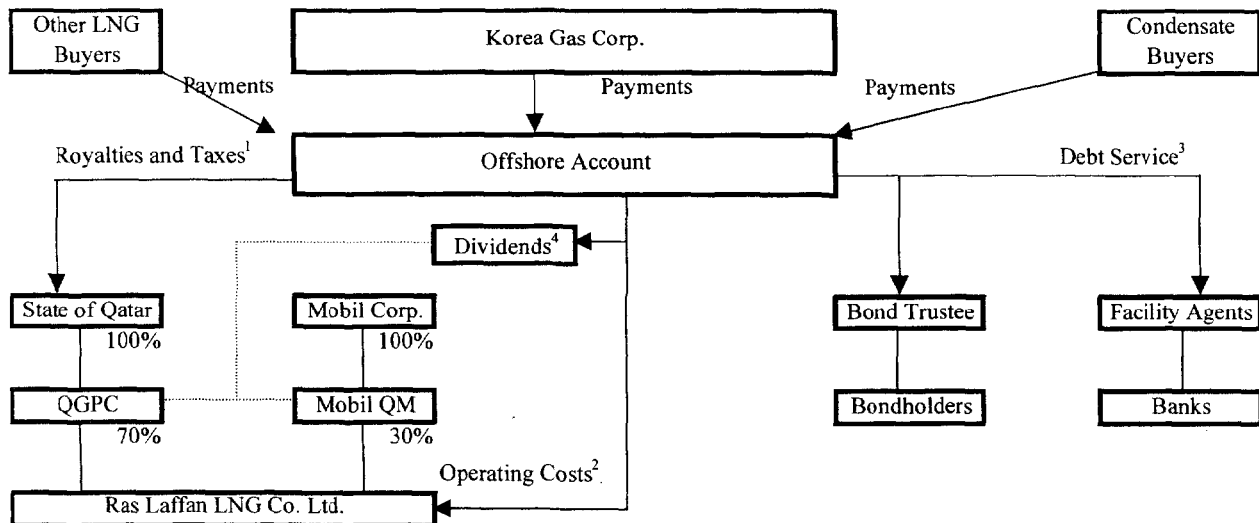 Other LNG
Buyers
Korea Gas Corp.
Condensate
Buyers
Payments
Payments
Payments
Royalties and Taxes¹
Offshore Account
Debt Service³
Dividends⁴
State of Qatar
Mobil Corp.
Bond Trustee
Facility Agents
100%
100%
QGPC
Mobil QM
Bondholders
Banks
70%
30%
Operating Costs²
Ras Laffan LNG Co. Ltd.